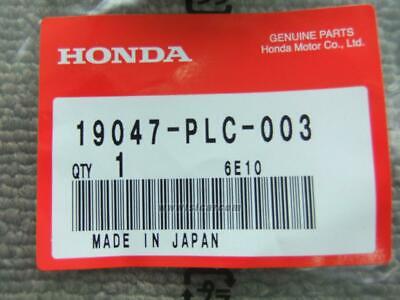 GENUINE PARTS
HONDA Honda Motor Co., Ltd.
19047-PLC-003
QTY 1 6E10
MADE IN JAPAN